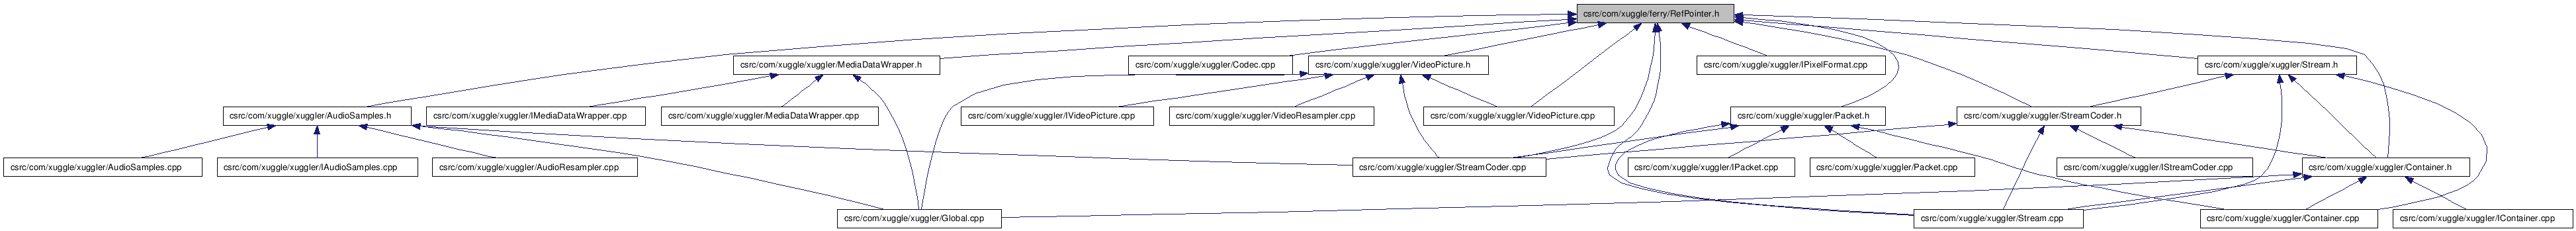 csrc/com/xuggle/ferry/RefPointer.h
csrc/com/xuggle/xuggler/MediaDataWrapper.h
csrc/com/xuggle/xuggler/Codec.cpp
csrc/com/xuggle/xuggler/VideoPicture.h
csrc/com/xuggle/xuggler/IPixelFormat.cpp
csrc/com/xuggle/xuggler/Stream.h
csrc/com/xuggle/xuggler/AudioSamples.h
csrc/com/xuggle/xuggler/IMediaDataWrapper.cpp
csrc/com/xuggle/xuggler/MediaDataWrapper.cpp
csrc/com/xuggle/xuggler/IVideoPicture.cpp
csrc/com/xuggle/xuggler/VideoResampler.cpp
csrc/com/xuggle/xuggler/VideoPicture.cpp
csrc/com/xuggle/xuggler/Packet.h
csrc/com/xuggle/xuggler/StreamCoder.h
csrc/com/xuggle/xuggler/AudioSamples.cpp
csrc/com/xuggle/xuggler/IAudioSamples.cpp
csrc/com/xuggle/xuggler/AudioResampler.cpp
csrc/com/xuggle/xuggler/StreamCoder.cpp
csrc/com/xuggle/xuggler/IPacket.cpp
csrc/com/xuggle/xuggler/Packet.cpp
csrc/com/xuggle/xuggler/IStreamCoder.cpp
csrc/com/xuggle/xuggler/Container.h
csrc/com/xuggle/xuggler/Global.cpp
csrc/com/xuggle/xuggler/Stream.cpp
csrc/com/xuggle/xuggler/Container.cpp
csrc/com/xuggle/xuggler/IContainer.cpp